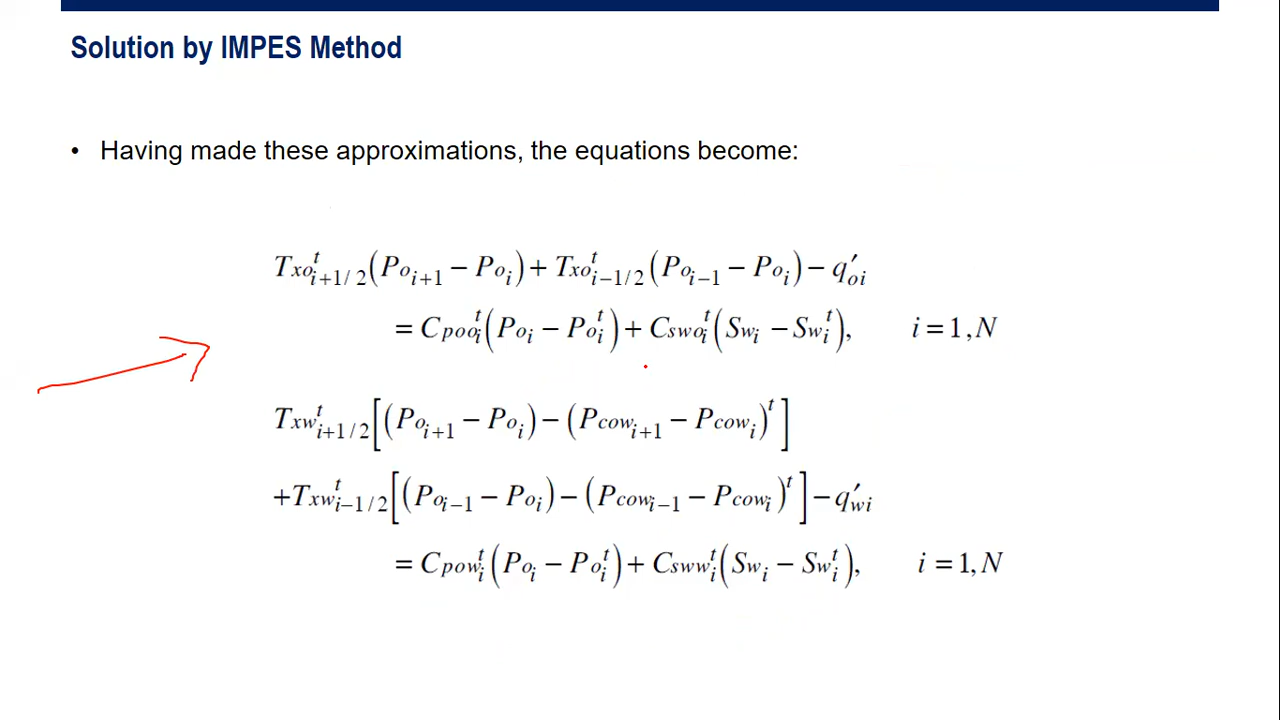 Solution by IMPES Method
• Having made these approximations, the equations become:
Txo^t_{i+1/2}(Po_{i+1} − Po_i) + Txo^t_{i−1/2}(Po_{i−1} − Po_i) − q′_{oi}
= Cpoo^t_i(Po_i − Po^t_i) + Cswo^t_i(Sw_i − Sw^t_i), i = 1, N
Txw^t_{i+1/2}[(Po_{i+1} − Po_i) − (Pcow_{i+1} − Pcow_i)^t]
+Txw^t_{i−1/2}[(Po_{i−1} − Po_i) − (Pcow_{i−1} − Pcow_i)^t] − q′_{wi}
= Cpow^t_i(Po_i − Po^t_i) + Csww^t_i(Sw_i − Sw^t_i), i = 1, N